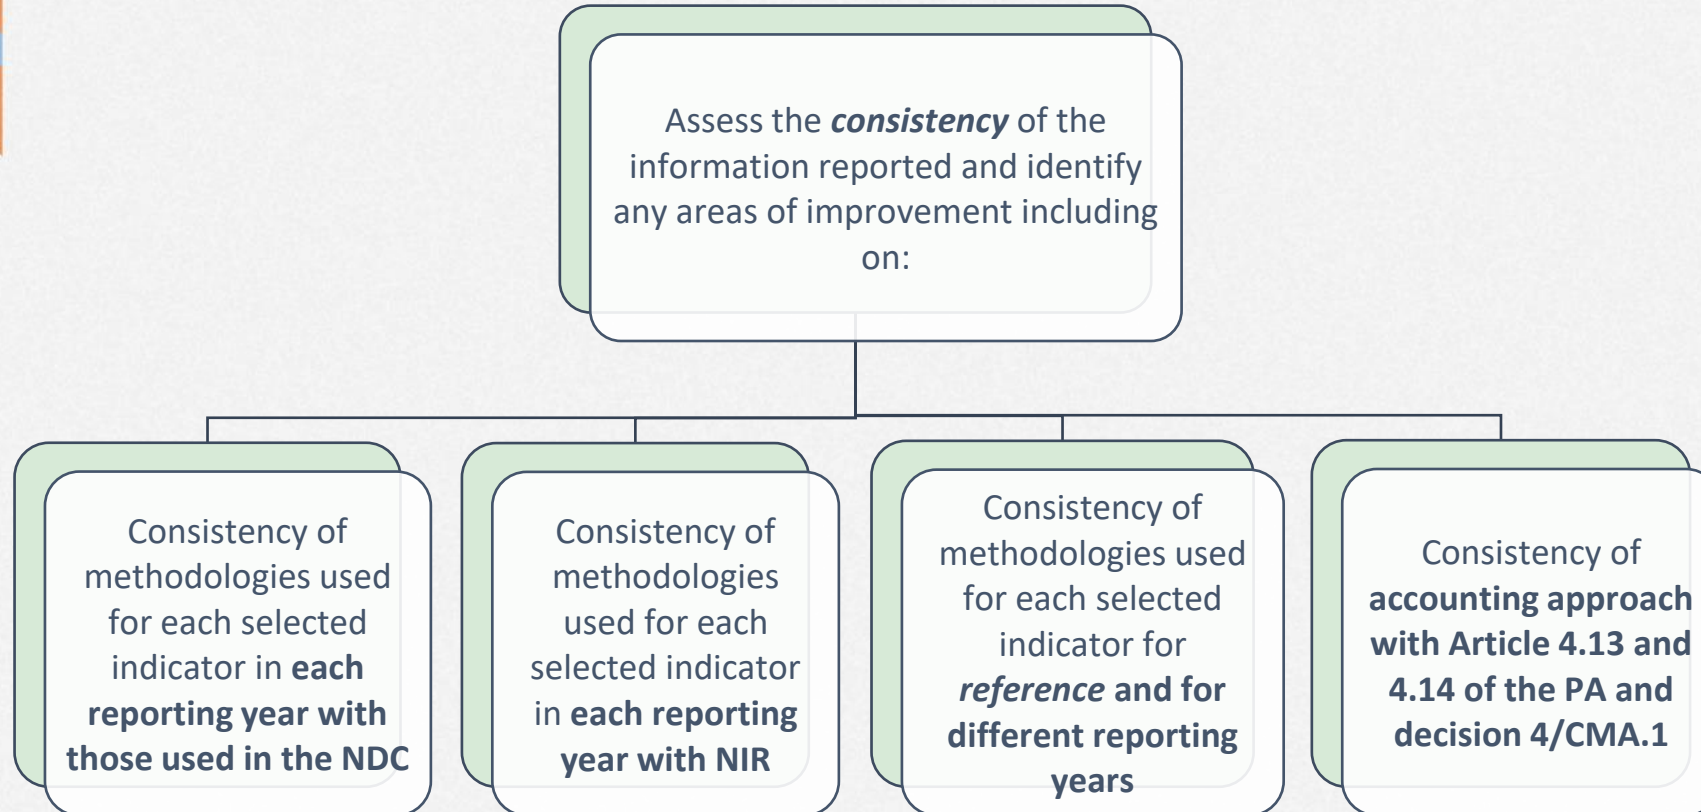 Assess the consistency of the
information reported and identify
any areas of improvement including
on:
Consistency of
methodologies used
for each selected
indicator in each
reporting year with
those used in the NDC
Consistency of
methodologies
used for each
selected indicator
in each reporting
year with NIR
Consistency of
methodologies used
for each selected
indicator for
reference and for
different reporting
years
Consistency of
accounting approach
with Article 4.13 and
4.14 of the PA and
decision 4/CMA.1